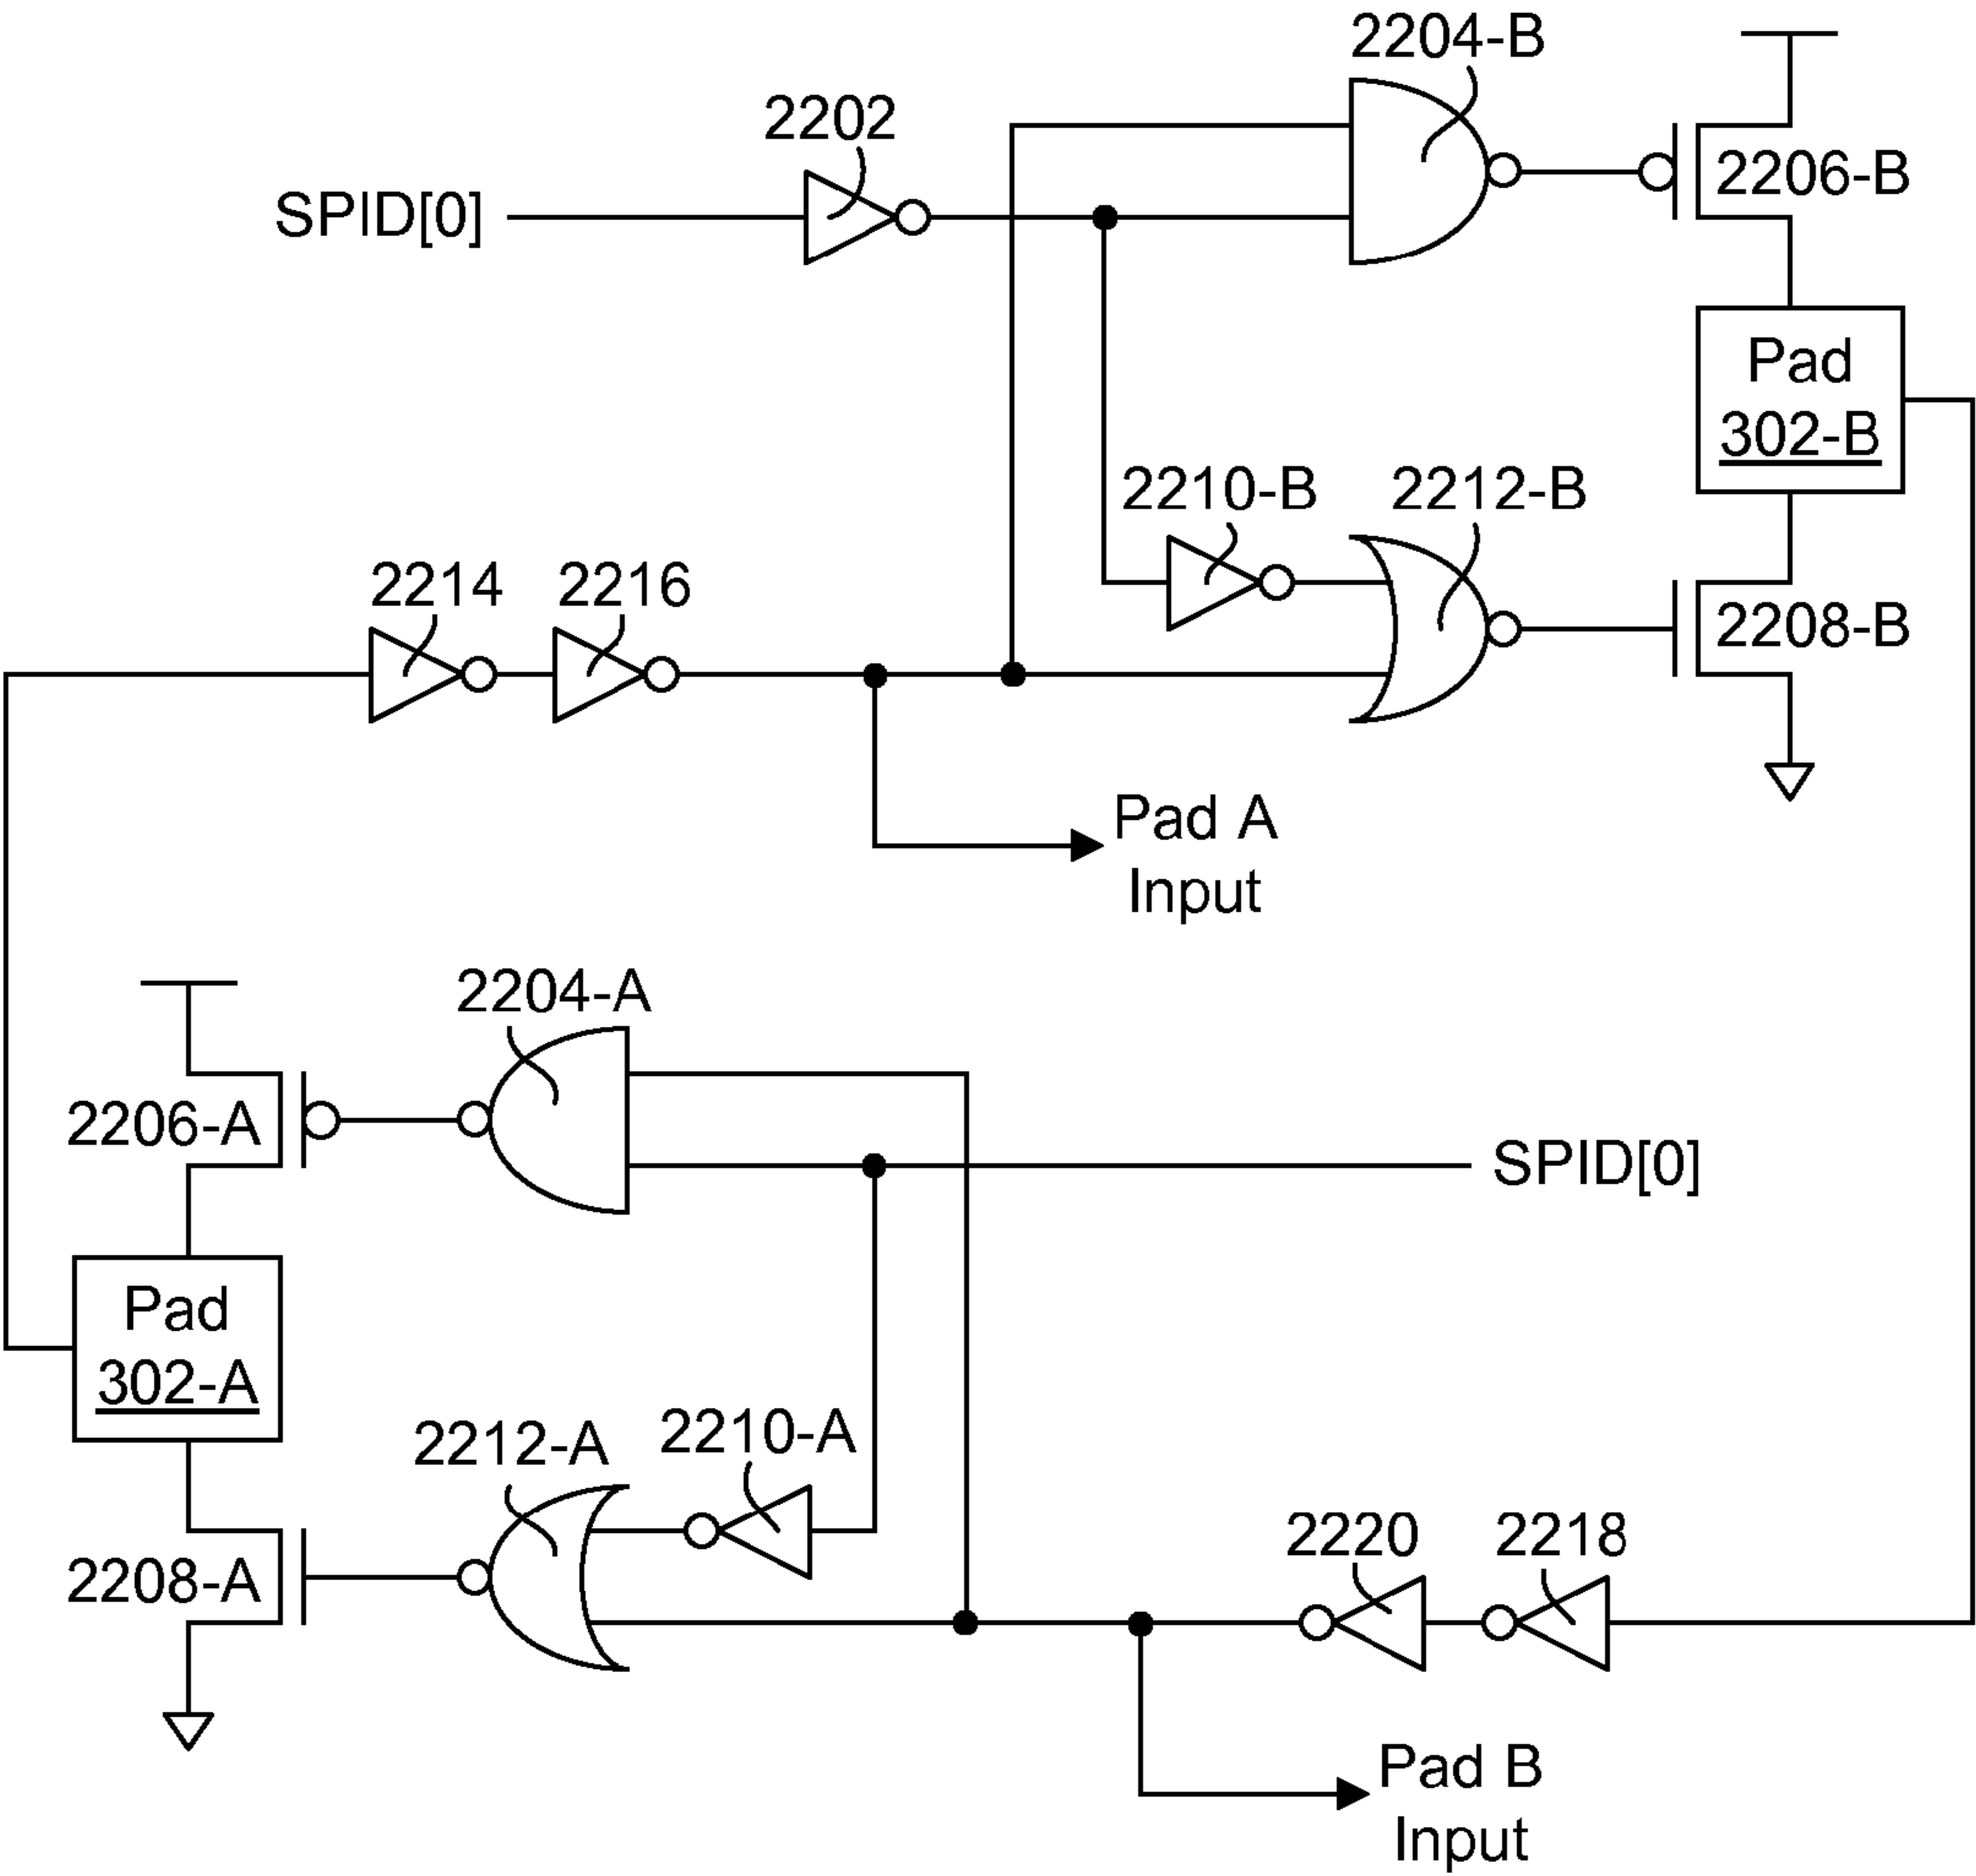 2204-B
2202
SPID[0]
2206-B
Pad
302-B
2210-B
2212-B
2214
2216
2208-B
Pad A
Input
2204-A
2206-A
SPID[0]
Pad
302-A
2212-A
2210-A
2220
2218
2208-A
Pad B
Input